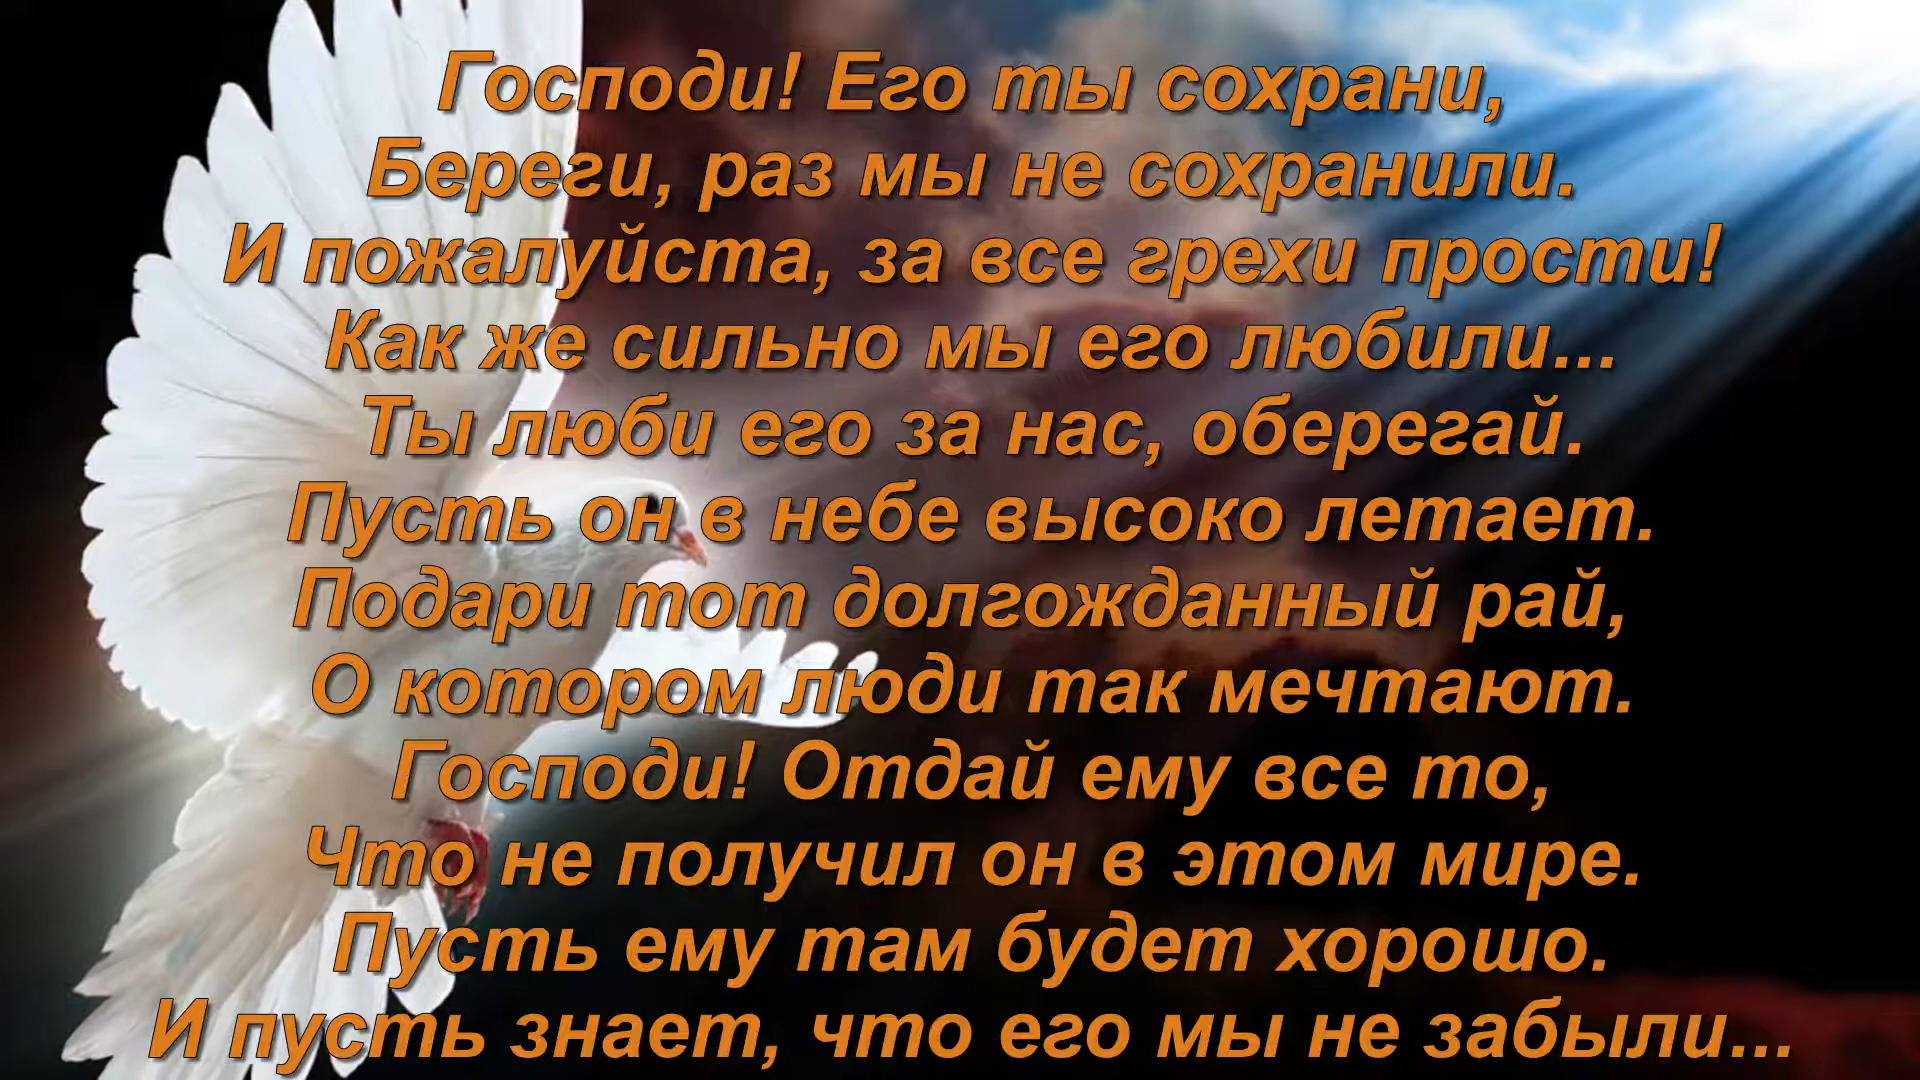 Господи! Его ты сохрани,
Береги, раз мы не сохранили.
И пожалуйста, за все грехи прости!
Как же сильно мы его любили...
Ты люби его за нас, оберегай.
Пусть он в небе высоко летает.
Подари тот долгожданный рай,
О котором люди так мечтают.
Господи! Отдай ему все то,
Что не получил он в этом мире.
Пусть ему там будет хорошо.
И пусть знает, что его мы не забыли...